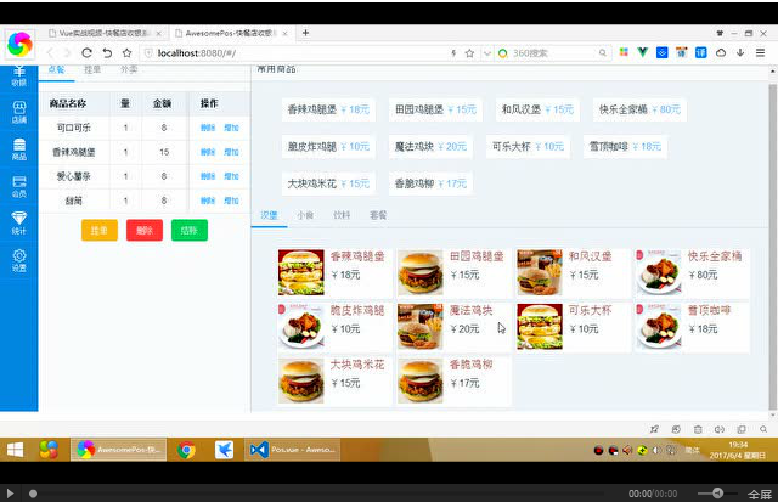 Vue实战视频-快餐店收银系
AwesomePos-快餐店收银
localhost:8080/#/
360搜索
收银
店铺
商品
会员
统计
设置
点餐 挂单 外卖
商品名称 量 金额 操作
可口可乐 1 8 删除 增加
香辣鸡腿堡 1 15 删除 增加
爱心薯条 1 8 删除 增加
甜筒 1 8 删除 增加
挂单 删除 结账
常用商品
香辣鸡腿堡 ¥ 18元 田园鸡腿堡 ¥ 15元 和风汉堡 ¥ 15元 快乐全家桶 ¥ 80元
脆皮炸鸡腿 ¥ 10元 魔法鸡块 ¥ 20元 可乐大杯 ¥ 10元 雪顶咖啡 ¥ 18元
大块鸡米花 ¥ 15元 香脆鸡柳 ¥ 17元
汉堡 小食 饮料 套餐
香辣鸡腿堡 田园鸡腿堡 和风汉堡 快乐全家桶
¥ 18元 ¥ 15元 ¥ 15元 ¥ 80元
脆皮炸鸡腿 魔法鸡块 可乐大杯 雪顶咖啡
¥ 10元 ¥ 20元 ¥ 10元 ¥ 18元
大块鸡米花 香脆鸡柳
¥ 15元 ¥ 17元
AwesomePos-快...
Pos.vue - Aweso...
19:34
2017/6/4 星期日
00:00/00:00
全屏